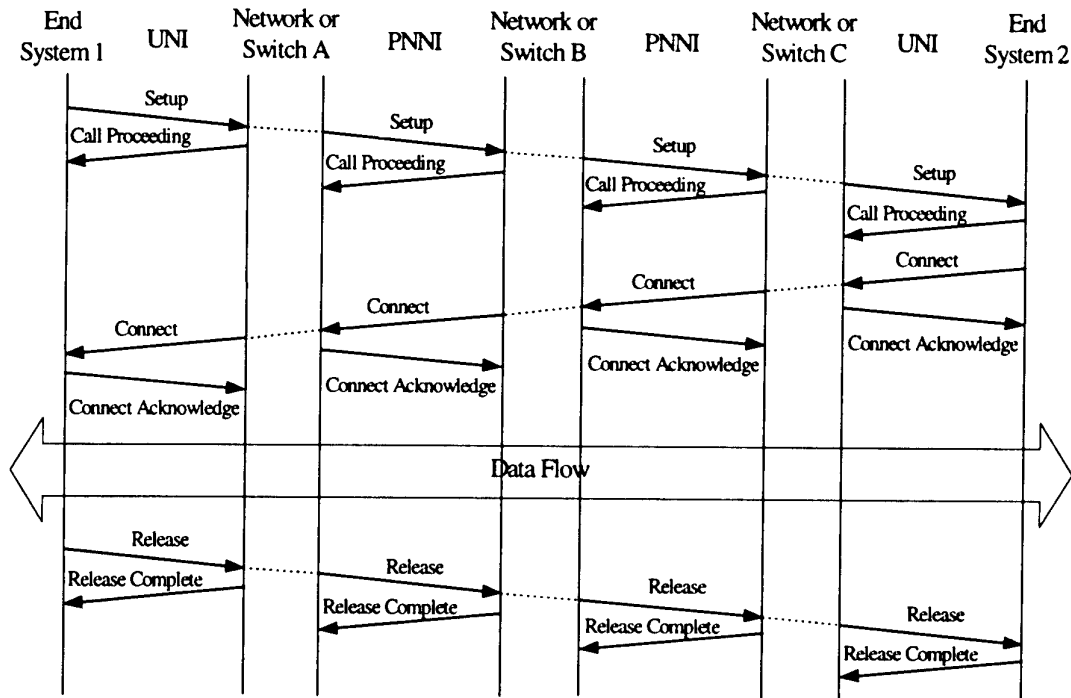 End
System 1
UNI
Network or
Switch A
PNNI
Network or
Switch B
PNNI
Network or
Switch C
UNI
End
System 2
Setup
Call Proceeding
Setup
Call Proceeding
Setup
Call Proceeding
Setup
Call Proceeding
Connect
Connect
Connect
Connect
Connect Acknowledge
Connect Acknowledge
Connect Acknowledge
Connect Acknowledge
Data Flow
Release
Release Complete
Release
Release Complete
Release
Release Complete
Release
Release Complete